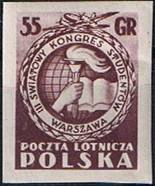 55 GR
III ŚWIATOWY KONGRES STUDENTÓW
WARSZAWA
POCZTA LOTNICZA
POLSKA